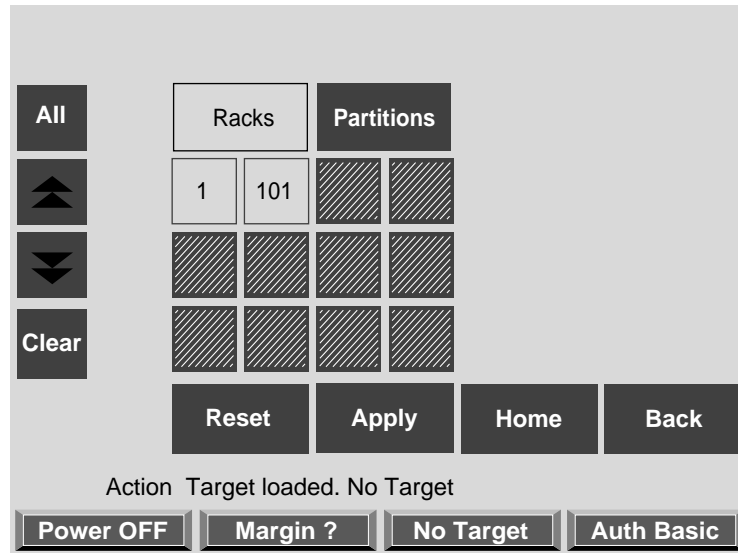 All Racks Partitions
1 101
Clear
Reset Apply Home Back
Action Target loaded. No Target
Power OFF Margin ? No Target Auth Basic